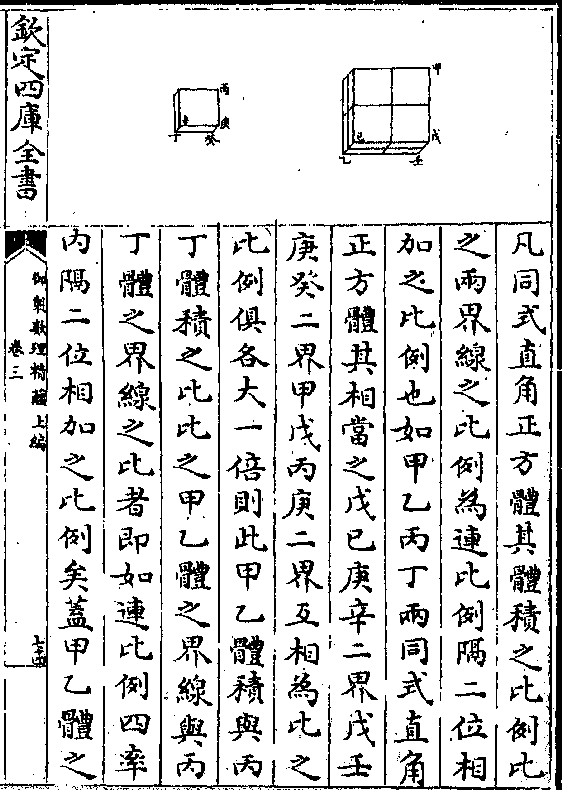 甲
戊
己
乙
壬
丙
庚
辛
丁
癸
凡同式直角正方體其體積之比例比
之兩界線之比例為連比例隔二位相
加之比例也如甲乙丙丁兩同式直角
正方體其相當之戊己庚辛二界戊壬
庚癸二界甲戊丙庚二界互相為比之
比例俱各大一倍則此甲乙體積與丙
丁體積之比比之甲乙體之界線與丙
丁體之界線之比者即如連比例四率
内隔二位相加之比例矣蓋甲乙體之
欽定四庫全書
御製數理精藴上編
卷三